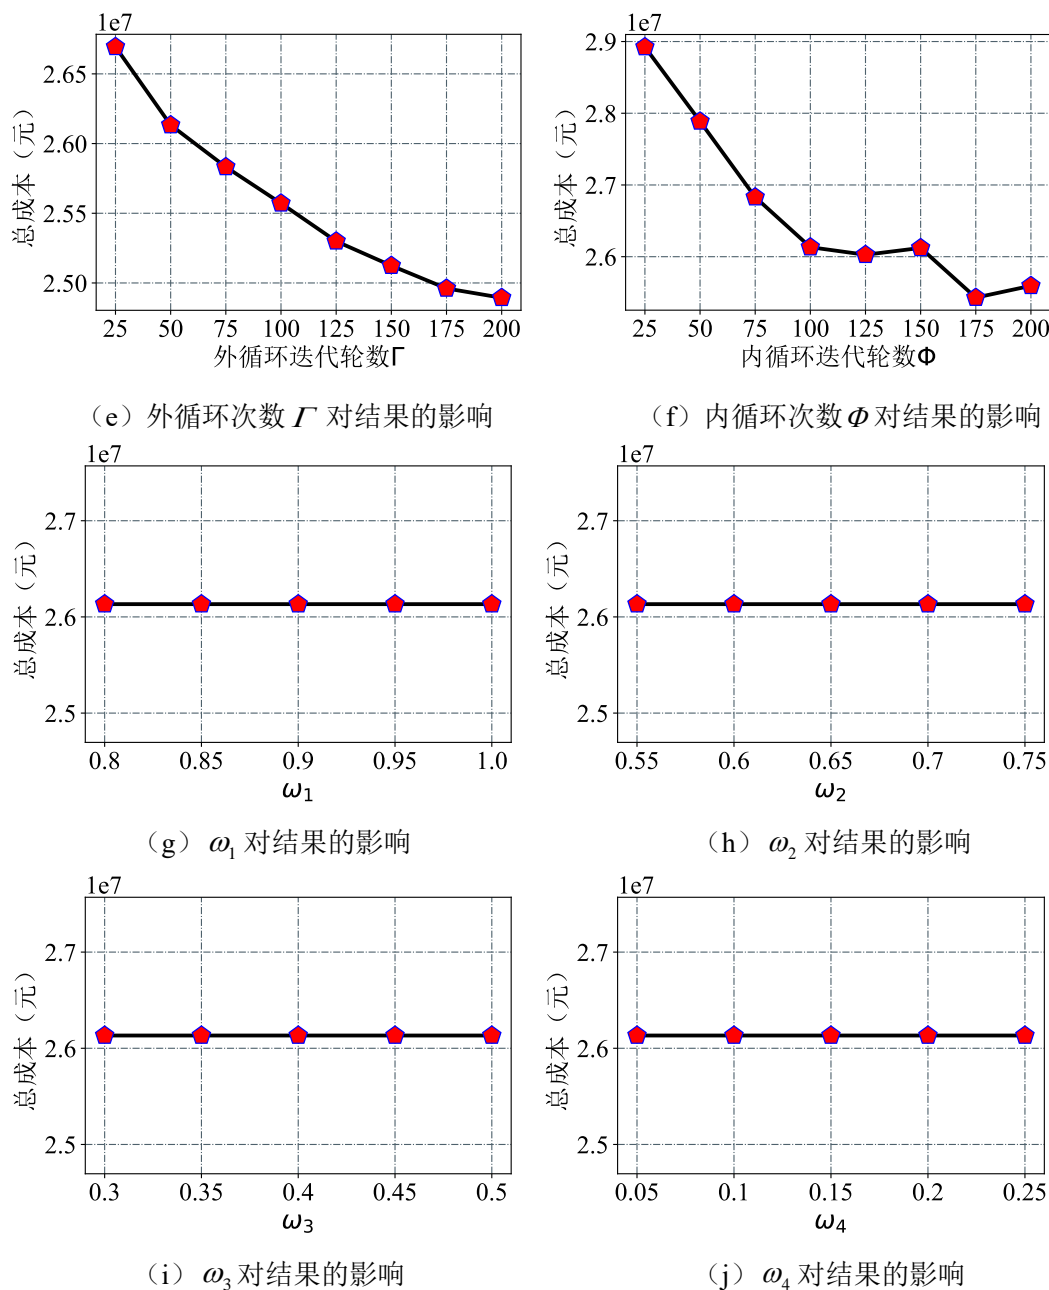 1e7
2.65
2.60
2.55
2.50
总成本（元）
25 50 75 100 125 150 175 200
外循环迭代轮数Γ
（e）外循环次数 Γ 对结果的影响
1e7
2.9
2.8
2.7
2.6
总成本（元）
25 50 75 100 125 150 175 200
内循环迭代轮数Φ
（f）内循环次数 Φ 对结果的影响
1e7
2.7
2.6
2.5
总成本（元）
0.8 0.85 0.9 0.95 1.0
ω₁
（g） ω₁ 对结果的影响
1e7
2.7
2.6
2.5
总成本（元）
0.55 0.6 0.65 0.7 0.75
ω₂
（h） ω₂ 对结果的影响
1e7
2.7
2.6
2.5
总成本（元）
0.3 0.35 0.4 0.45 0.5
ω₃
（i） ω₃ 对结果的影响
1e7
2.7
2.6
2.5
总成本（元）
0.05 0.1 0.15 0.2 0.25
ω₄
（j） ω₄ 对结果的影响